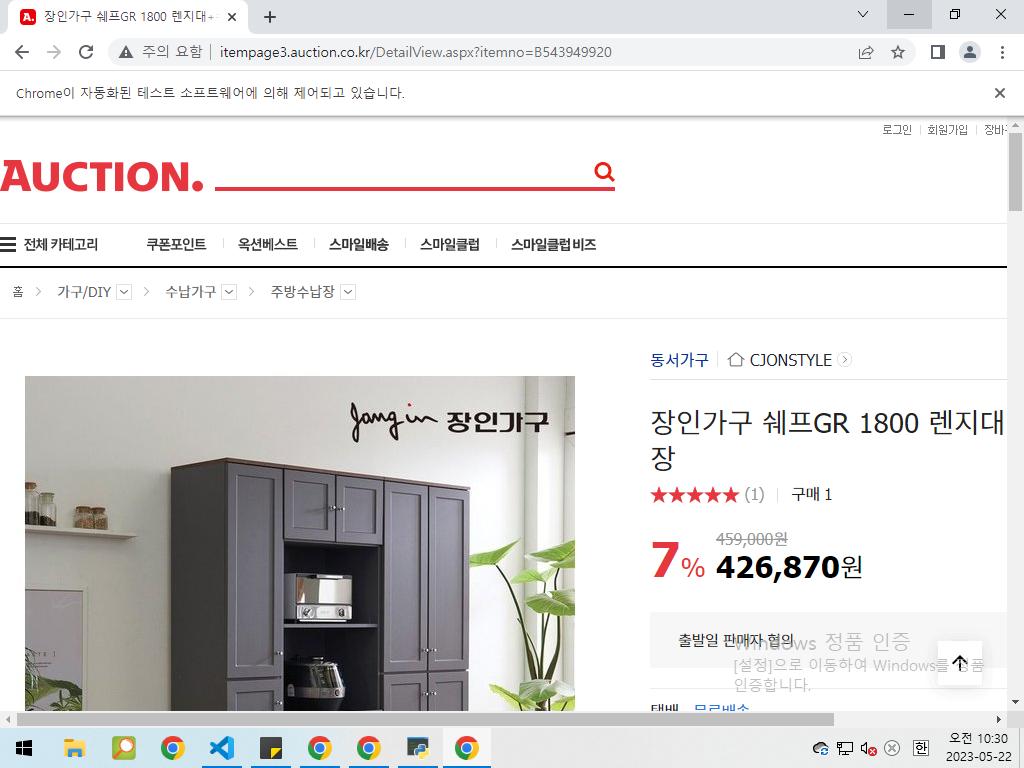 장인가구 쉐프GR 1800 렌지대+
주의 요함
itempage3.auction.co.kr/DetailView.aspx?itemno=B543949920
Chrome이 자동화된 테스트 소프트웨어에 의해 제어되고 있습니다.
로그인 회원가입 장바
AUCTION.
전체 카테고리 쿠폰포인트 옥션베스트 스마일배송 스마일클럽 스마일클럽 비즈
홈 가구/DIY 수납가구 주방수납장
동서가구 CJONSTYLE
Jangin 장인가구
장인가구 쉐프GR 1800 렌지대
장
(1) 구매 1
459,000원
7% 426,870원
출발일 판매자 협의
Windows 정품 인증
[설정]으로 이동하여 Windows를 정품
인증합니다.
택배 무료배송
한
오전 10:30
2023-05-22